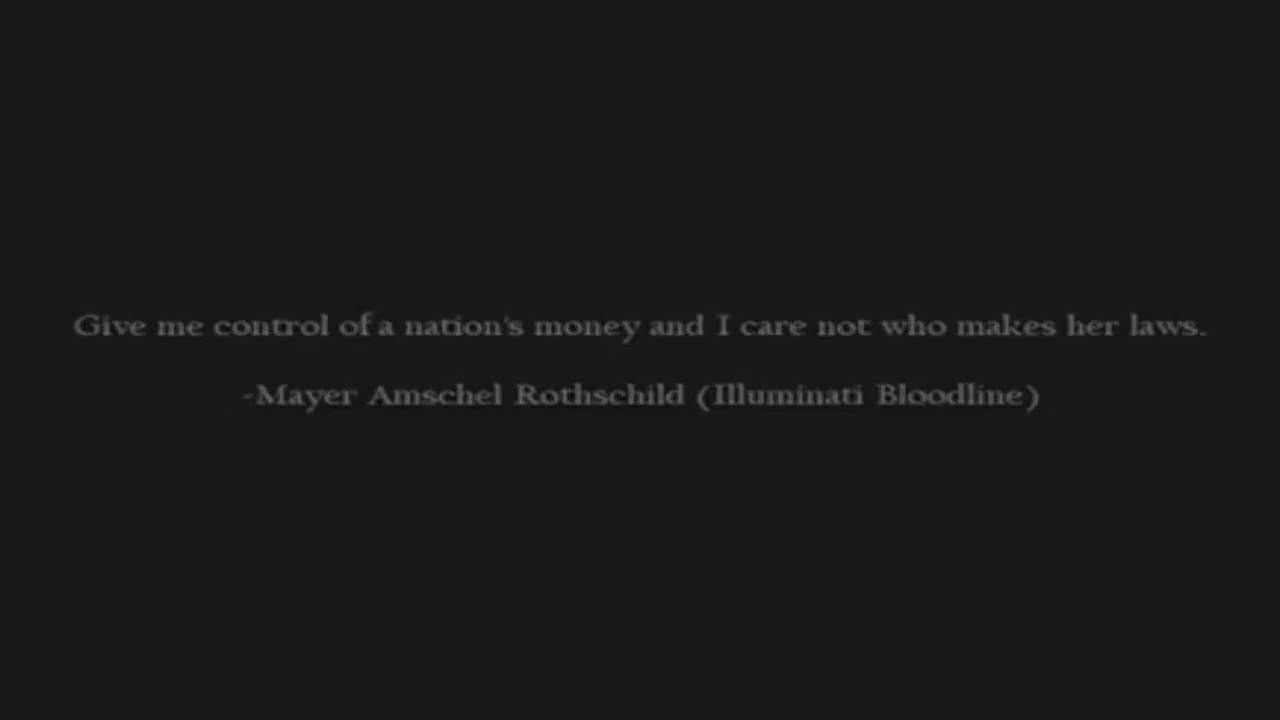 Give me control of a nation's money and I care not who makes her laws.
-Mayer Amschel Rothschild (Illuminati Bloodline)